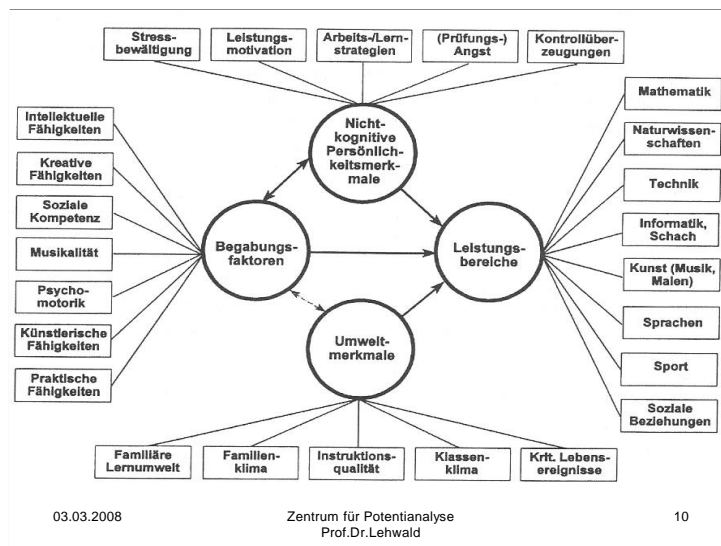 Stress-
bewältigung
Leistungs-
motivation
Arbeits-/Lern-
strategien
(Prüfungs-)
Angst
Kontrollüber-
zeugungen
Nicht-
kognitive
Persönlich-
keitsmerk-
male
Intellektuelle
Fähigkeiten
Kreative
Fähigkeiten
Soziale
Kompetenz
Musikalität
Psycho-
motorik
Künstlerische
Fähigkeiten
Praktische
Fähigkeiten
Begabungs-
faktoren
Leistungs-
bereiche
Mathematik
Naturwissen-
schaften
Technik
Informatik,
Schach
Kunst (Musik,
Malen)
Sprachen
Sport
Soziale
Beziehungen
Umwelt-
merkmale
Familiäre
Lernumwelt
Familien-
klima
Instruktions-
qualität
Klassen-
klima
Krit. Lebens-
ereignisse
03.03.2008
Zentrum für Potentianalyse
Prof.Dr.Lehwald
10